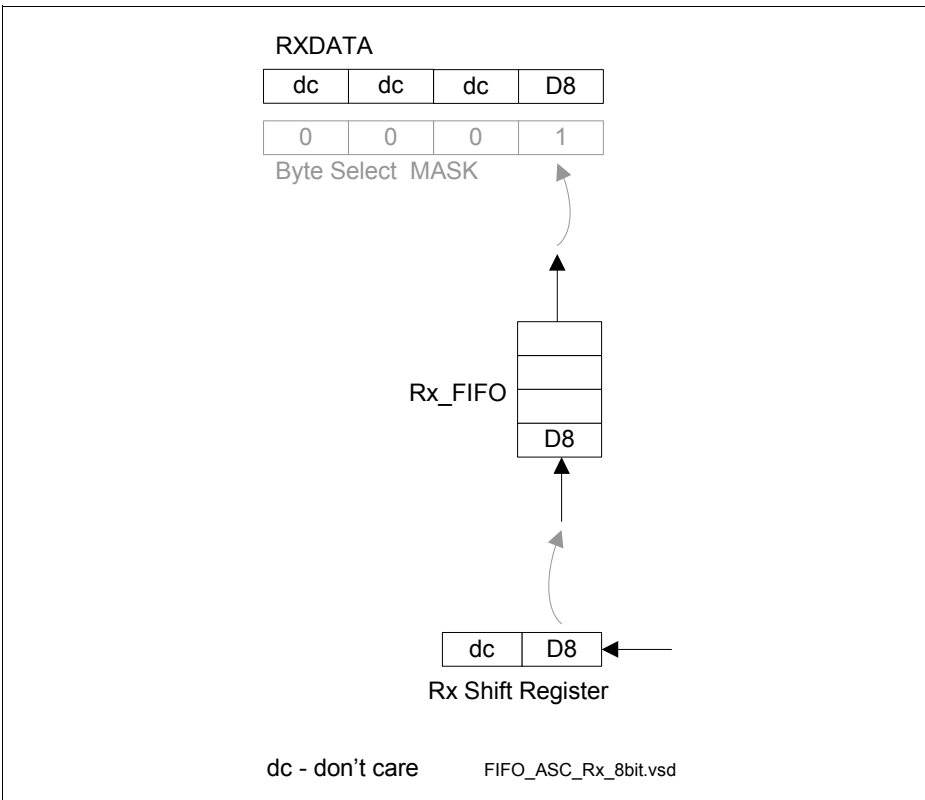 RXDATA
dc dc dc D8
0 0 0 1
Byte Select MASK
Rx_FIFO
D8
dc D8
Rx Shift Register
dc - don't care FIFO_ASC_Rx_8bit.vsd